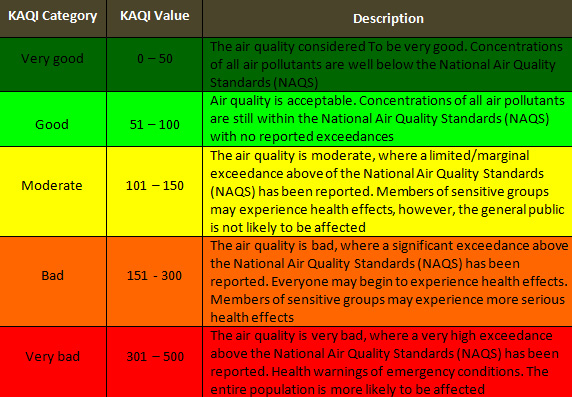 KAQI Category KAQI Value Description
Very good 0 – 50 The air quality considered To be very good. Concentrations
of all air pollutants are well below the National Air Quality
Standards (NAQS)
Good 51 – 100 Air quality is acceptable. Concentrations of all air pollutants
are still within the National Air Quality Standards (NAQS)
with no reported exceedances
Moderate 101 – 150 The air quality is moderate, where a limited/marginal
exceedance above of the National Air Quality Standards
(NAQS) has been reported. Members of sensitive groups
may experience health effects, however, the general public
is not likely to be affected
Bad 151 - 300 The air quality is bad, where a significant exceedance above
the National Air Quality Standards (NAQS) has been
reported. Everyone may begin to experience health effects.
Members of sensitive groups may experience more serious
health effects
Very bad 301 – 500 The air quality is very bad, where a very high exceedance
above the National Air Quality Standards (NAQS) has been
reported. Health warnings of emergency conditions. The
entire population is more likely to be affected